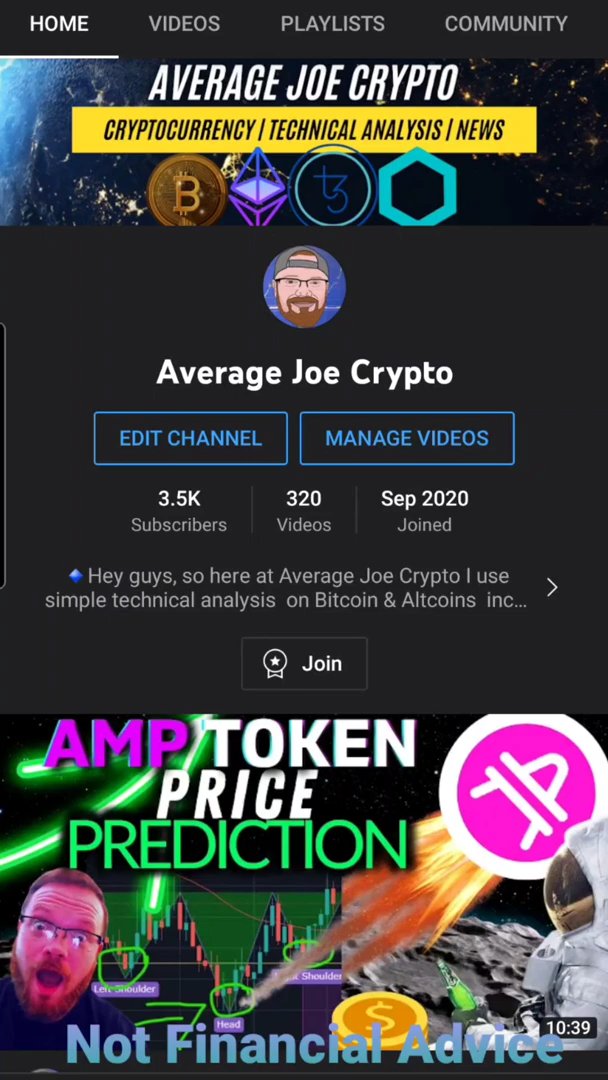 HOME VIDEOS PLAYLISTS COMMUNITY
AVERAGE JOE CRYPTO
CRYPTOCURRENCY | TECHNICAL ANALYSIS | NEWS
Average Joe Crypto
EDIT CHANNEL MANAGE VIDEOS
3.5K 320 Sep 2020
Subscribers Videos Joined
Hey guys, so here at Average Joe Crypto I use
simple technical analysis on Bitcoin & Altcoins inc...
Join
AMP TOKEN
PRICE
PREDICTION
Left Shoulder
Shoulder
Head
10:39
Not Financial Advice